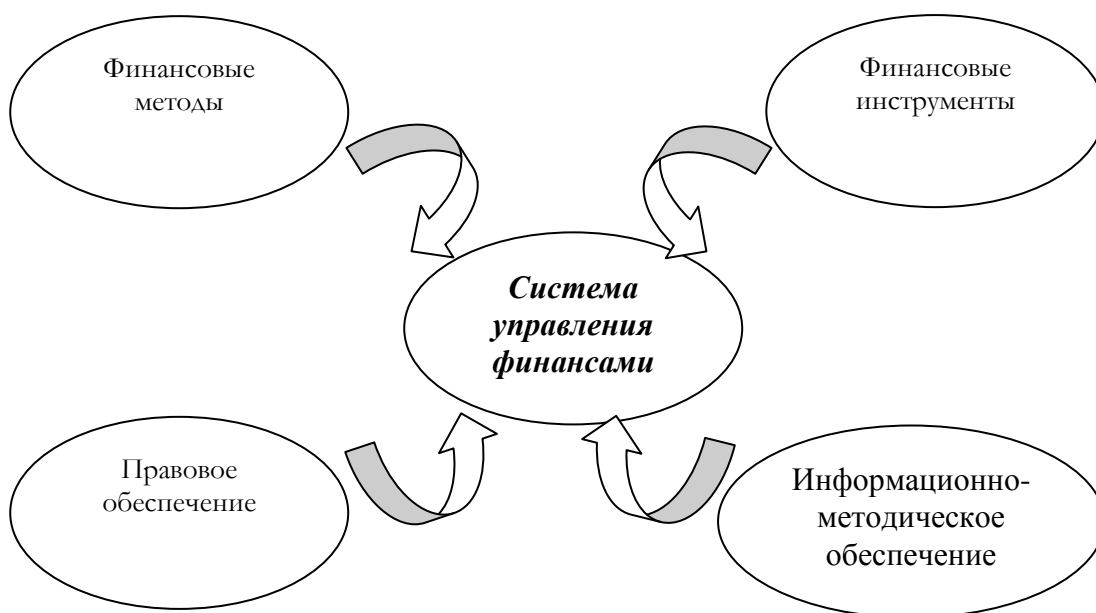 Финансовые
методы
Финансовые
инструменты
Система
управления
финансами
Правовое
обеспечение
Информационно-
методическое
обеспечение